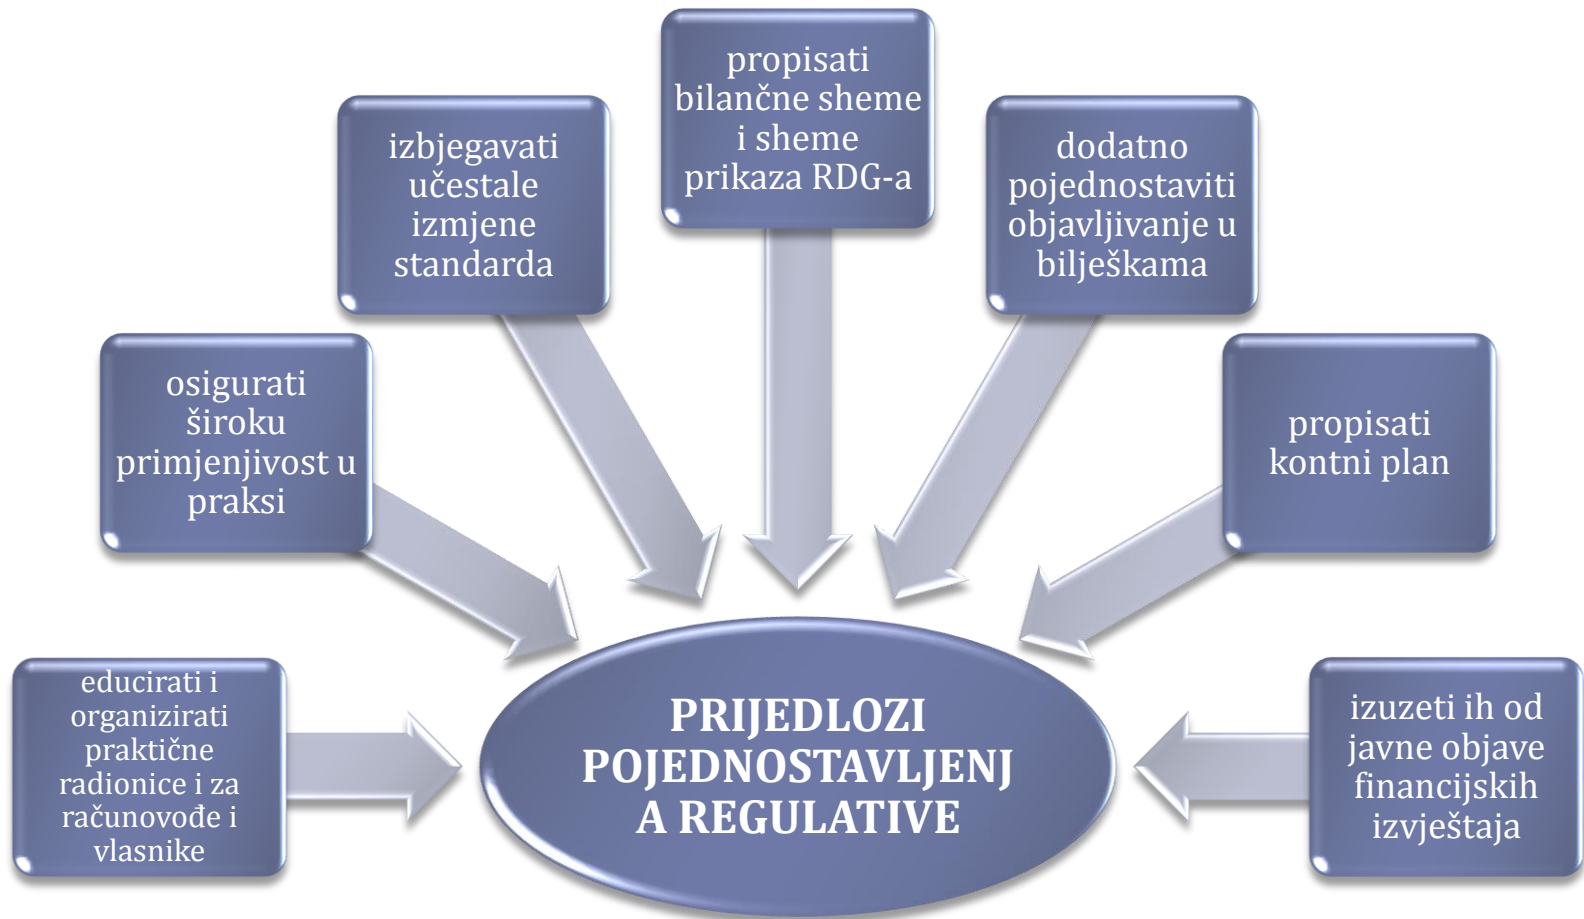 educirati i
organizirati
praktične
radionice i za
računovođe i
vlasnike
osigurati
široku
primjenjivost u
praksi
izbjegavati
učestale
izmjene
standarda
propisati
bilančne sheme
i sheme
prikaza RDG-a
dodatno
pojednostaviti
objavljivanje u
bilješkama
propisati
kontni plan
izuzeti ih od
javne objave
financijskih
izvještaja
PRIJEDLOZI
POJEDNOSTAVLJENJ
A REGULATIVE